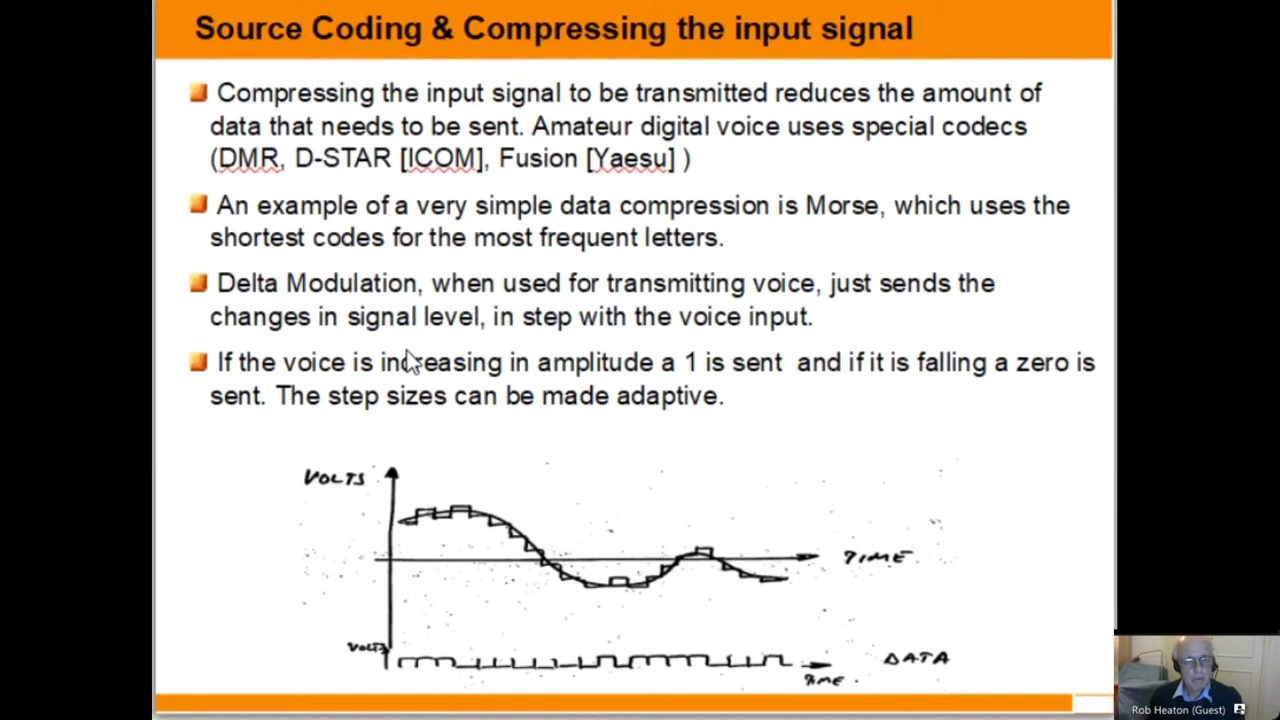 Source Coding & Compressing the input signal
Compressing the input signal to be transmitted reduces the amount of
data that needs to be sent. Amateur digital voice uses special codecs
(DMR, D-STAR [ICOM], Fusion [Yaesu] )
An example of a very simple data compression is Morse, which uses the
shortest codes for the most frequent letters.
Delta Modulation, when used for transmitting voice, just sends the
changes in signal level, in step with the voice input.
If the voice is increasing in amplitude a 1 is sent and if it is falling a zero is
sent. The step sizes can be made adaptive.
VOLTS
TIME
VOLTS
DATA
TIME.
Rob Heaton (Guest)